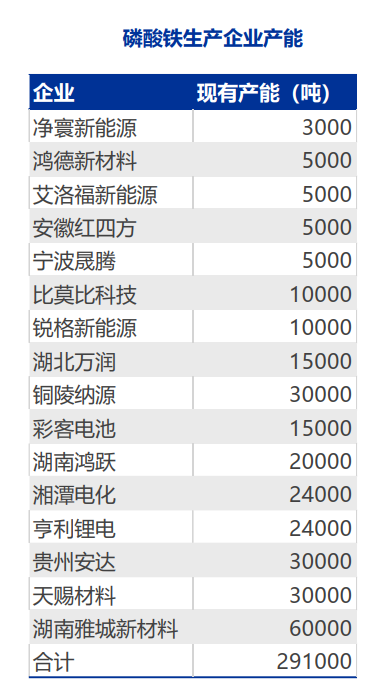 磷酸铁生产企业产能
企业 现有产能（吨）
净寰新能源 3000
鸿德新材料 5000
艾洛福新能源 5000
安徽红四方 5000
宁波晟腾 5000
比莫比科技 10000
锐格新能源 10000
湖北万润 15000
铜陵纳源 30000
彩客电池 15000
湖南鸿跃 20000
湘潭电化 24000
亨利锂电 24000
贵州安达 30000
天赐材料 30000
湖南雅城新材料 60000
合计 291000